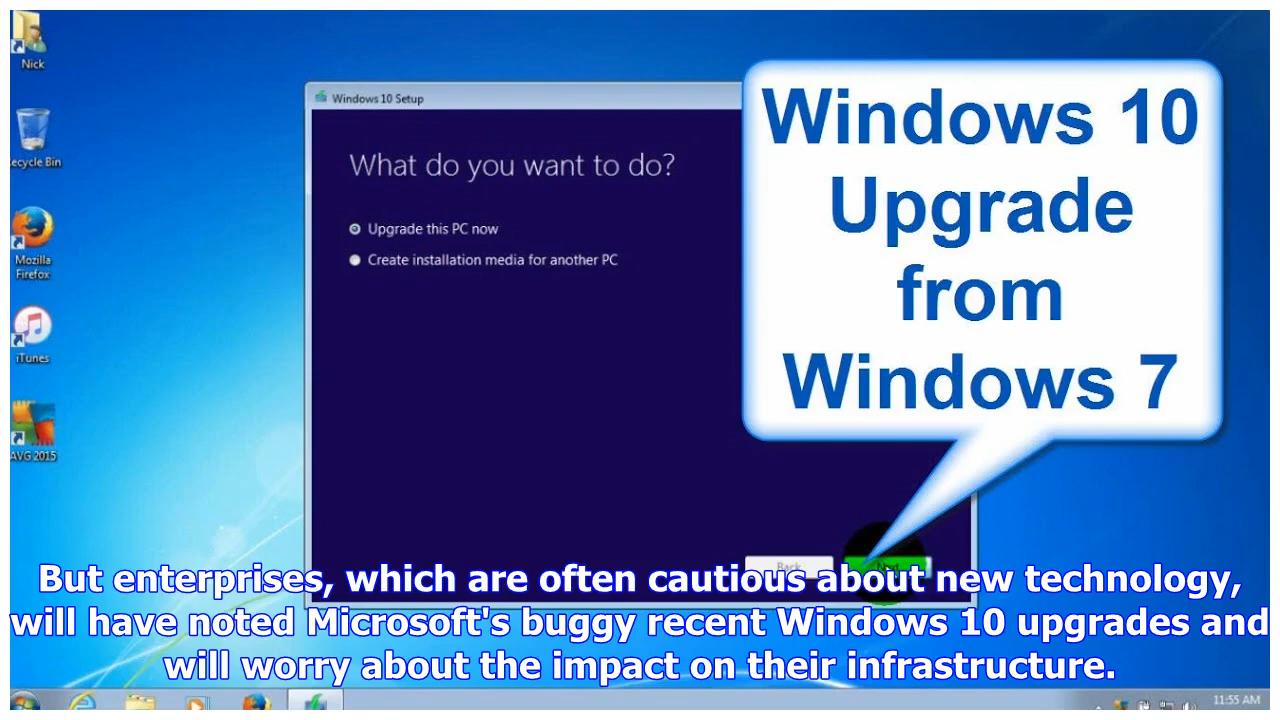 Nick
Recycle Bin
Mozilla
Firefox
iTunes
AVG 2015
Windows 10 Setup
What do you want to do?
Upgrade this PC now
Create installation media for another PC
Windows 10
Upgrade
from
Windows 7
Back
Next
But enterprises, which are often cautious about new technology,
will have noted Microsoft's buggy recent Windows 10 upgrades and
will worry about the impact on their infrastructure.
11:55 AM